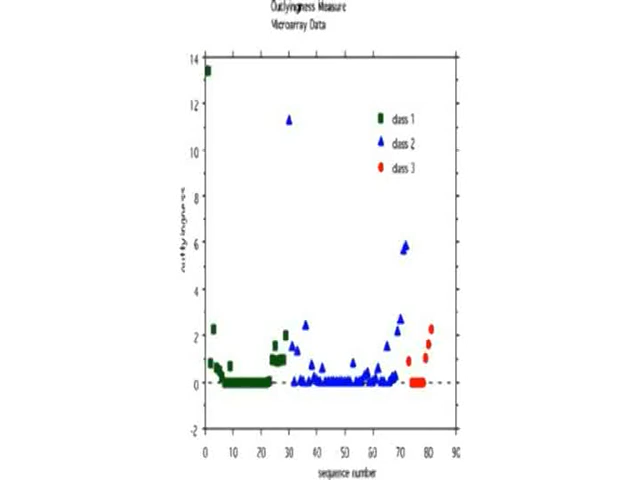 Outlyingness Measure
Microarray Data
14
12
class 1
class 2
10
class 3
8
outlyingness
6
4
2
0
-2
0 10 20 30 40 50 60 70 80 90
sequence number